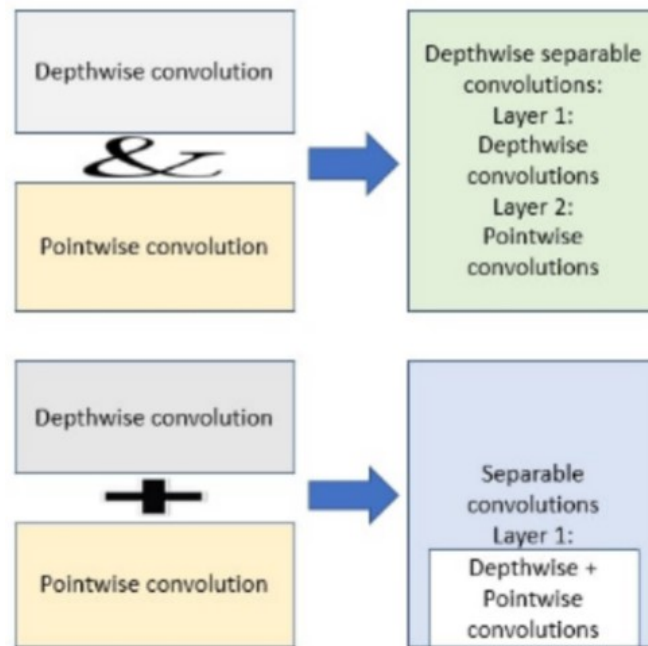 Depthwise convolution
&
Pointwise convolution
Depthwise separable
convolutions:
Layer 1:
Depthwise
convolutions
Layer 2:
Pointwise
convolutions
Depthwise convolution
+
Pointwise convolution
Separable
convolutions
Layer 1:
Depthwise +
Pointwise
convolutions